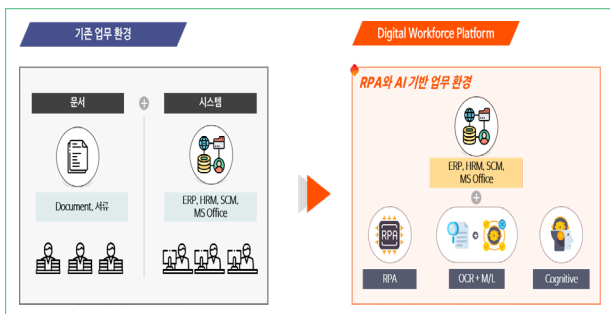 기존 업무 환경
문서
시스템
Document, 서류
ERP, HRM, SCM,
MS Office
Digital Workforce Platform
RPA와 AI 기반 업무 환경
ERP, HRM, SCM,
MS Office
RPA
RPA
OCR + M/L
Cognitive